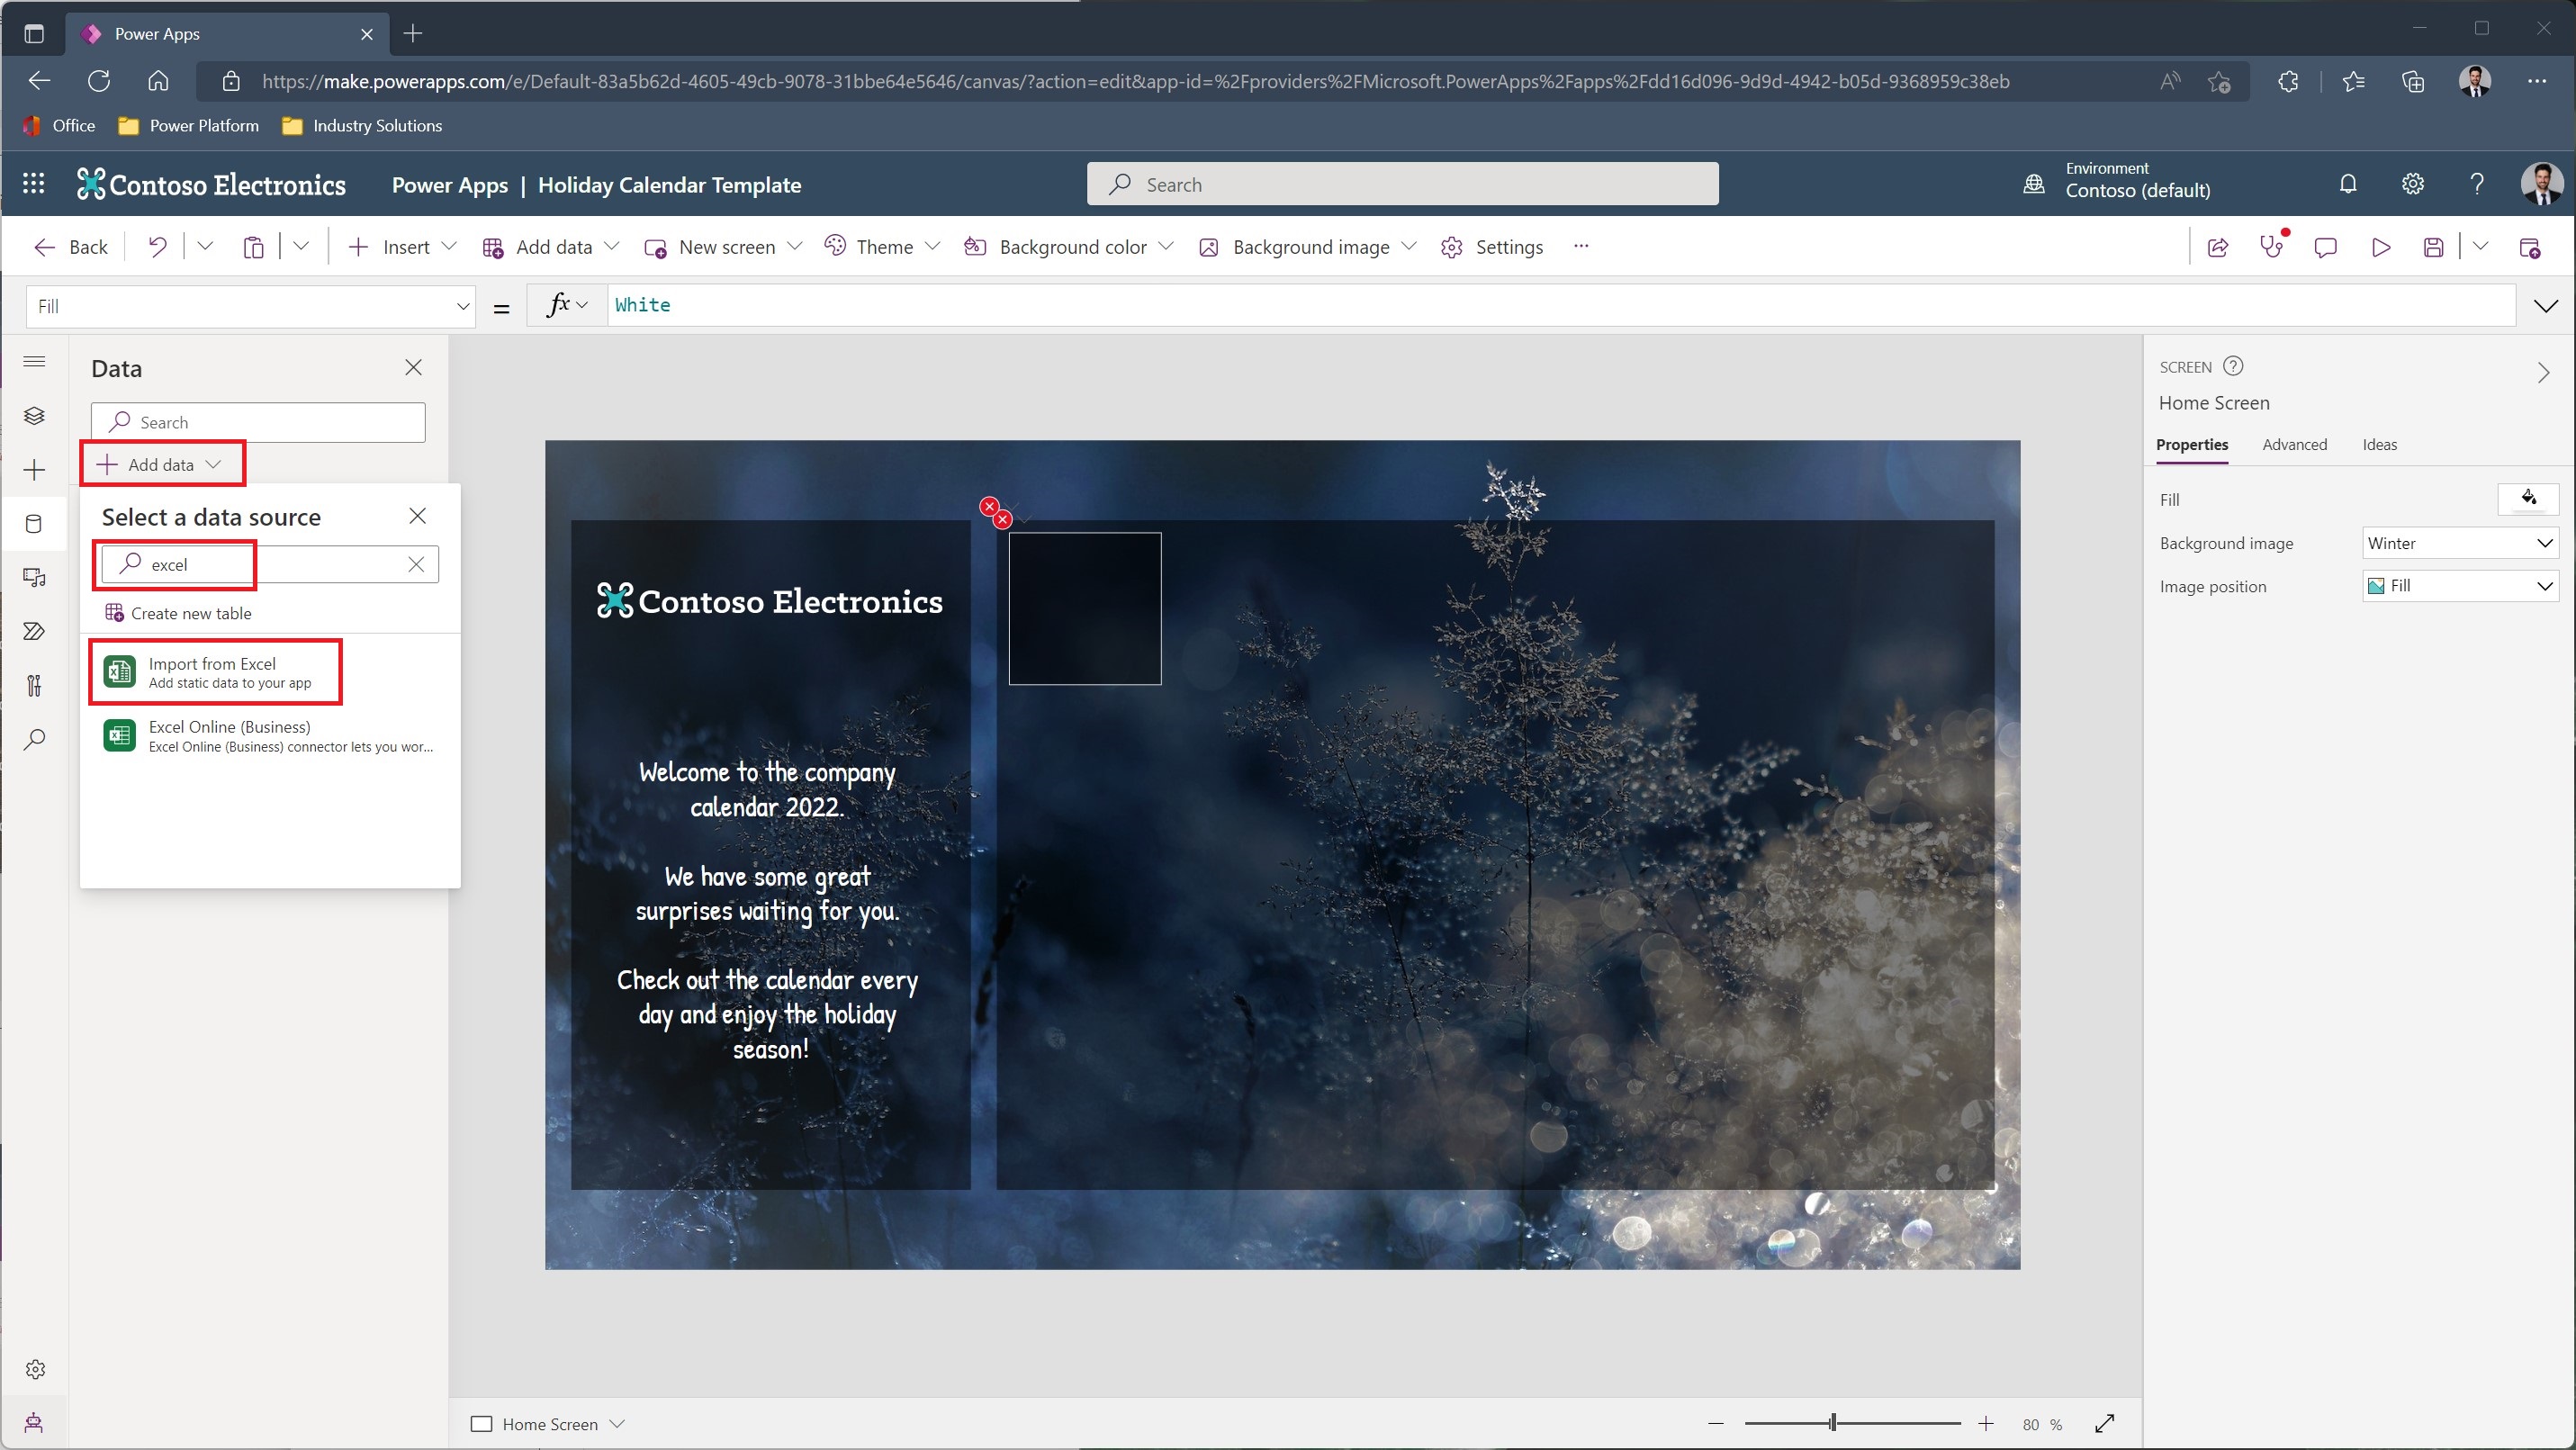 Power Apps
https://make.powerapps.com/e/Default-83a5b62d-4605-49cb-9078-31bbe64e5646/canvas/?action=edit&app-id=%2Fproviders%2FMicrosoft.PowerApps%2Fapps%2Fdd16d096-9d9d-4942-b05d-9368959c38eb
Office Power Platform Industry Solutions
Contoso Electronics Power Apps | Holiday Calendar Template Search Environment
Contoso (default)
Back Insert Add data New screen Theme Background color Background image Settings
Fill = fx White
Data
Search
Add data
Select a data source
excel
Create new table
Import from Excel
Add static data to your app
Excel Online (Business)
Excel Online (Business) connector lets you wor...
Contoso Electronics
Welcome to the company
calendar 2022.
We have some great
surprises waiting for you.
Check out the calendar every
day and enjoy the holiday
season!
SCREEN
Home Screen
Properties Advanced Ideas
Fill
Background image Winter
Image position Fill
Home Screen 80 %